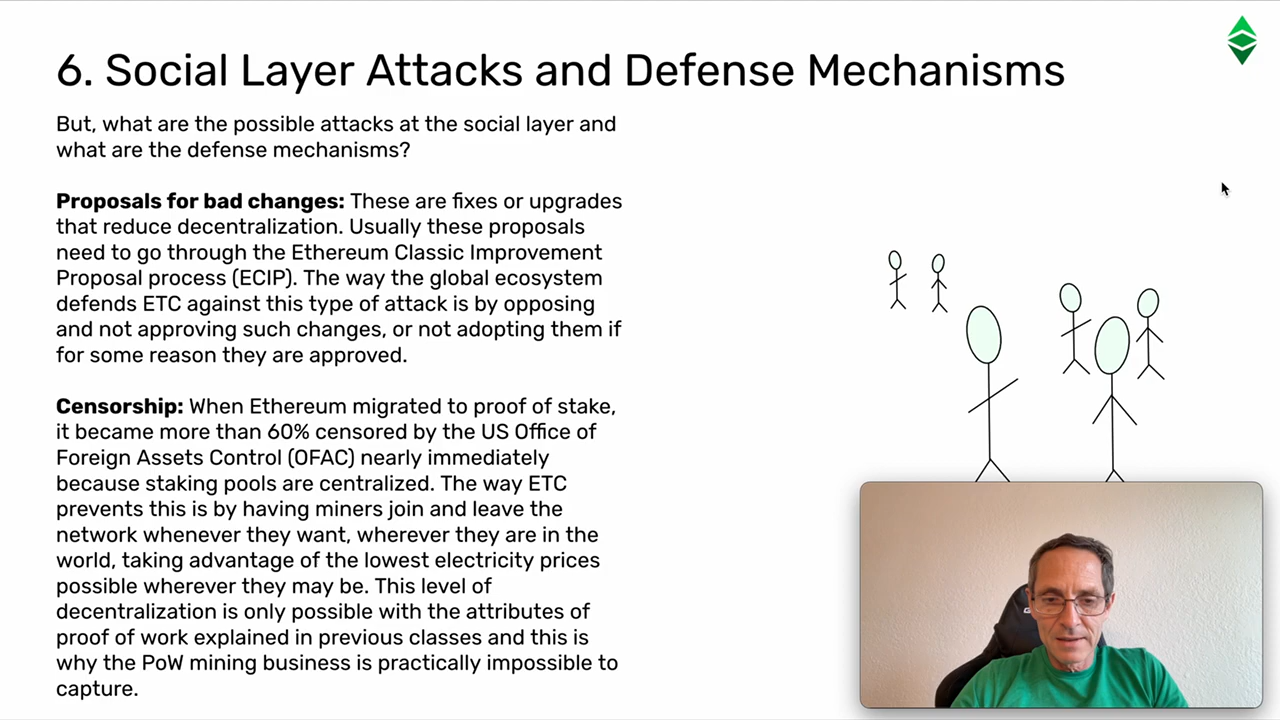 6. Social Layer Attacks and Defense Mechanisms
But, what are the possible attacks at the social layer and
what are the defense mechanisms?
Proposals for bad changes: These are fixes or upgrades
that reduce decentralization. Usually these proposals
need to go through the Ethereum Classic Improvement
Proposal process (ECIP). The way the global ecosystem
defends ETC against this type of attack is by opposing
and not approving such changes, or not adopting them if
for some reason they are approved.
Censorship: When Ethereum migrated to proof of stake,
it became more than 60% censored by the US Office of
Foreign Assets Control (OFAC) nearly immediately
because staking pools are centralized. The way ETC
prevents this is by having miners join and leave the
network whenever they want, wherever they are in the
world, taking advantage of the lowest electricity prices
possible wherever they may be. This level of
decentralization is only possible with the attributes of
proof of work explained in previous classes and this is
why the PoW mining business is practically impossible to
capture.